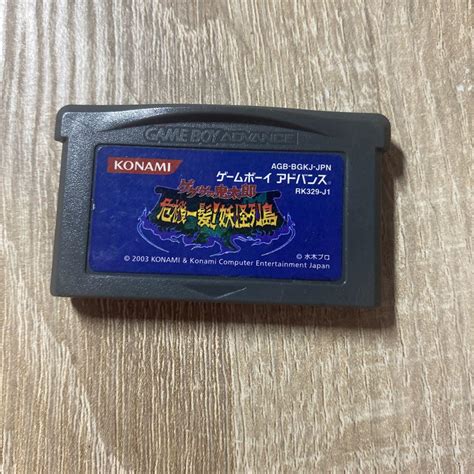 GAME BOY ADVANCE
KONAMI
AGB-BGKJ-JPN
ゲームボーイ アドバンス®
RK329-J1
ゲゲゲの鬼太郎
危機一髪!妖怪列島
© 水木プロ
© 2003 KONAMI & Konami Computer Entertainment Japan